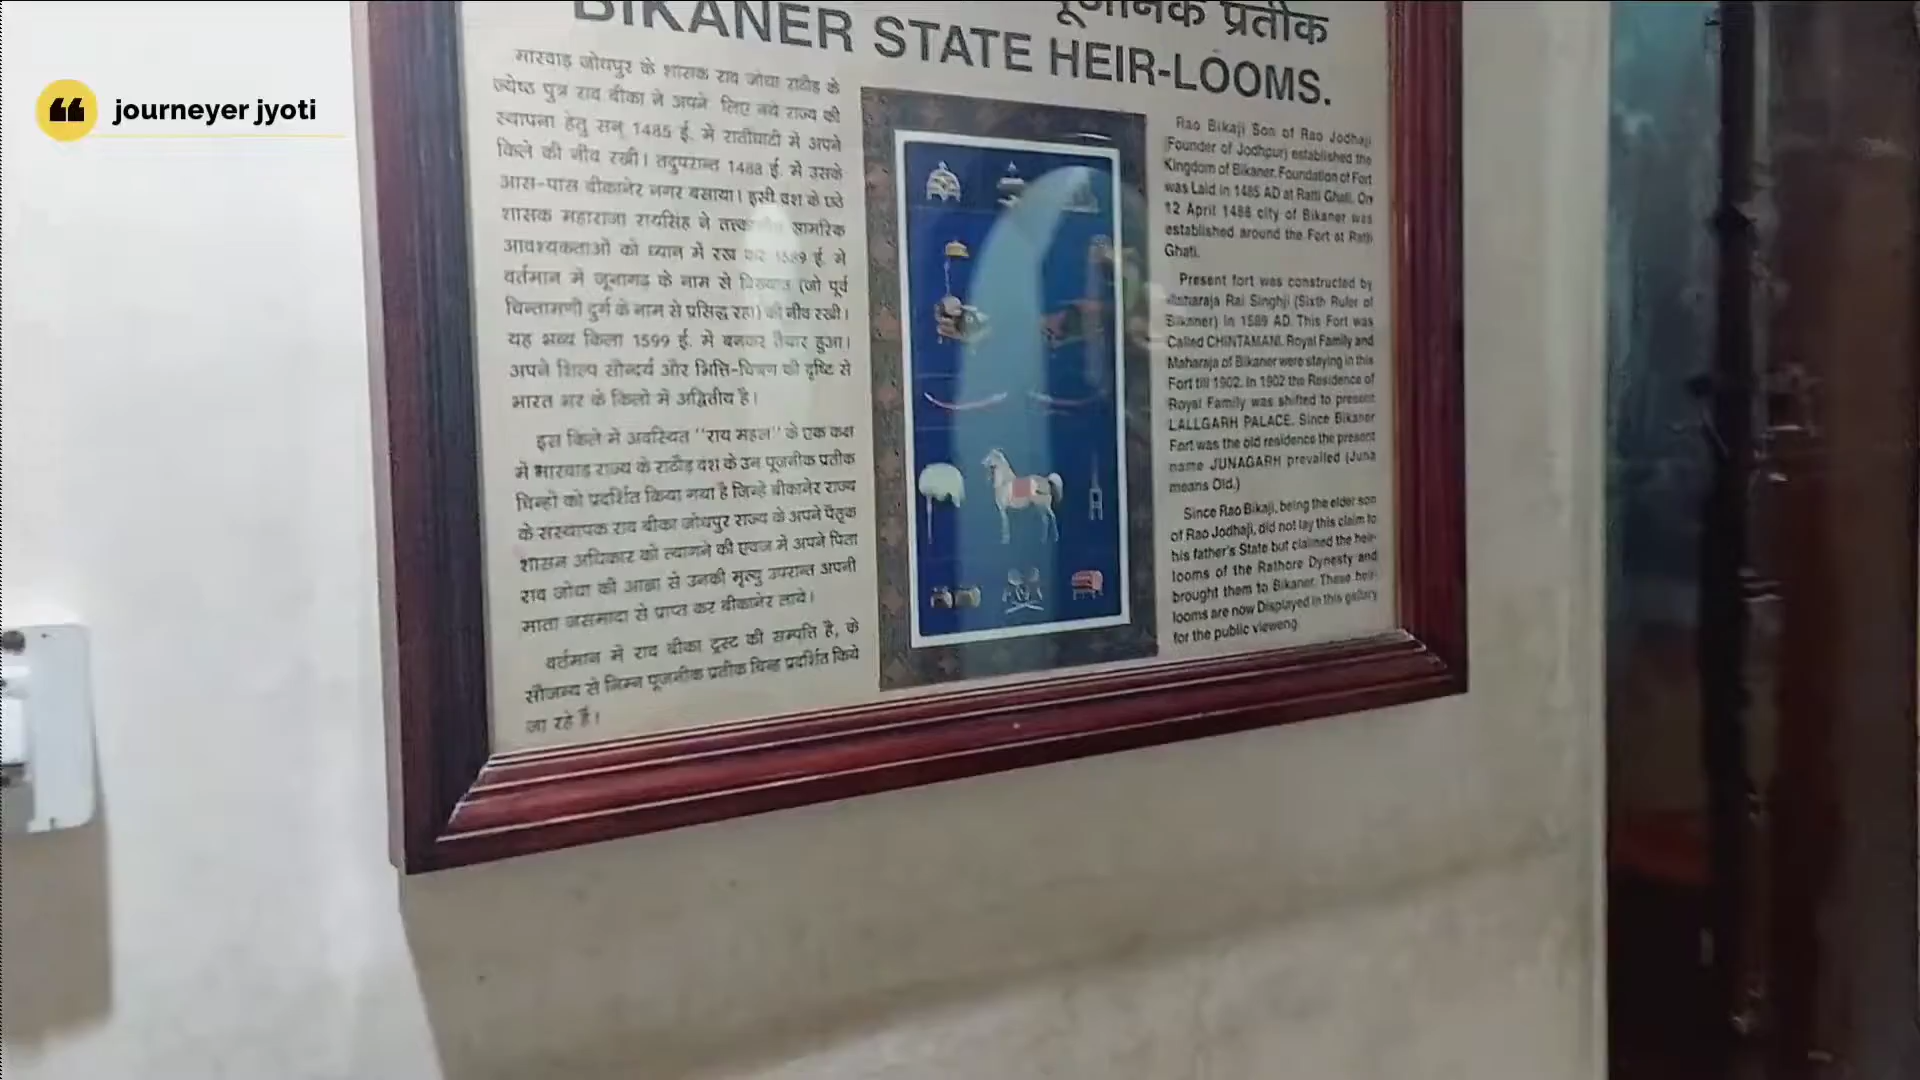 journeyer jyoti
पूजनिक प्रतीक
BIKANER STATE HEIR-LOOMS.
मारवाड़ जोधपुर के शासक राव जोधा राठौड़ के
ज्येष्ठ पुत्र राव बीका ने अपने लिए नये राज्य की
स्थापना हेतु सन् 1485 ई. में रातीघाटी में अपने
किले की नींव रखी। तदुपरान्त 1488 ई. में उसके
आस-पास बीकानेर नगर बसाया। इसी वंश के छठे
शासक महाराजा रायसिंह ने सामरिक
आवश्यकताओं को ध्यान में रख कर 1589 ई. में
वर्तमान में जूनागढ़ के नाम से विख्यात (जो पूर्व
चिन्तामणी दुर्ग के नाम से प्रसिद्ध रहा) की नींव रखी।
यह भव्य किला 1599 ई. में बनकर तैयार हुआ।
अपने शिल्प सौन्दर्य और भित्ति-चित्रण की दृष्टि से
भारत भर के किलों में अद्वितीय है।
इस किले में अवस्थित "राय महल" के एक कक्ष
में मारवाड़ राज्य के राठौड़ वंश के उन पूजनीक प्रतीक
चिन्हों को प्रदर्शित किया गया है जिन्हें बीकानेर राज्य
के संस्थापक राव बीका जोधपुर राज्य के अपने पैतृक
शासन अधिकार को त्यागने की एवज में अपने पिता
राव जोधा की आज्ञा से उनकी मृत्यु उपरान्त अपनी
माता जसमादा से प्राप्त कर बीकानेर लाये।
वर्तमान में राव बीका ट्रस्ट की सम्पत्ति है, के
सौजन्य से निम्न पूजनीक प्रतीक चिन्ह प्रदर्शित किये
जा रहे हैं।
Rao Bikaji Son of Rao Jodhaji
(Founder of Jodhpur) established the
Kingdom of Bikaner. Foundation of Fort
was Laid in 1485 AD at Ratti Ghati. On
12 April 1488 city of Bikaner was
established around the Fort at Ratti
Ghati.
Present fort was constructed by
Maharaja Rai Singhji (Sixth Ruler of
Bikaner) in 1589 AD. This Fort was
Called CHINTAMANI. Royal Family and
Maharaja of Bikaner were staying in this
Fort till 1902. In 1902 the Residence of
Royal Family was shifted to present
LALLGARH PALACE. Since Bikaner
Fort was the old residence the present
name JUNAGARH prevailed (Juna
means Old.)
Since Rao Bikaji, being the elder son
of Rao Jodhaji, did not lay this claim to
his father's State but claimed the heir-
looms of the Rathore Dynesty and
brought them to Bikaner. These heir-
looms are now Displayed in this gallery
for the public vieweng